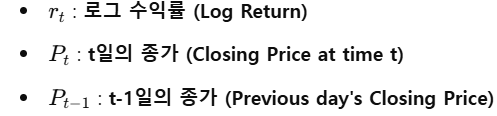 • r_t : 로그 수익률 (Log Return)
• P_t : t일의 종가 (Closing Price at time t)
• P_{t−1} : t-1일의 종가 (Previous day's Closing Price)